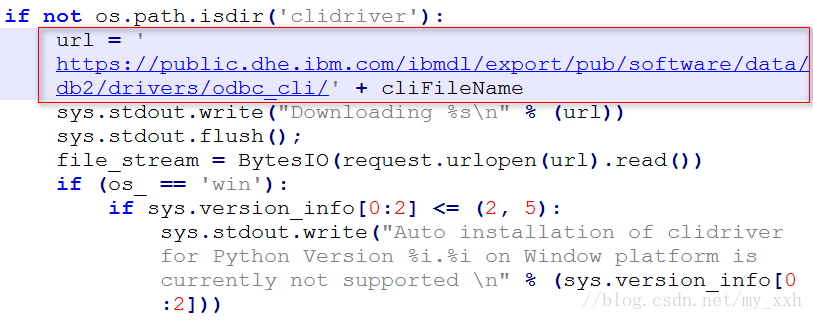 if not os.path.isdir('clidriver'):
url = '
https://public.dhe.ibm.com/ibmdl/export/pub/software/data/
db2/drivers/odbc_cli/' + cliFileName
sys.stdout.write("Downloading %s\n" % (url))
sys.stdout.flush();
file_stream = BytesIO(request.urlopen(url).read())
if (os_ == 'win'):
if sys.version_info[0:2] <= (2, 5):
sys.stdout.write("Auto installation of clidriver
for Python Version %i.%i on Window platform is
currently not supported \n" % (sys.version_info[0
:2]))
//blog.csdn.net/my_xxh